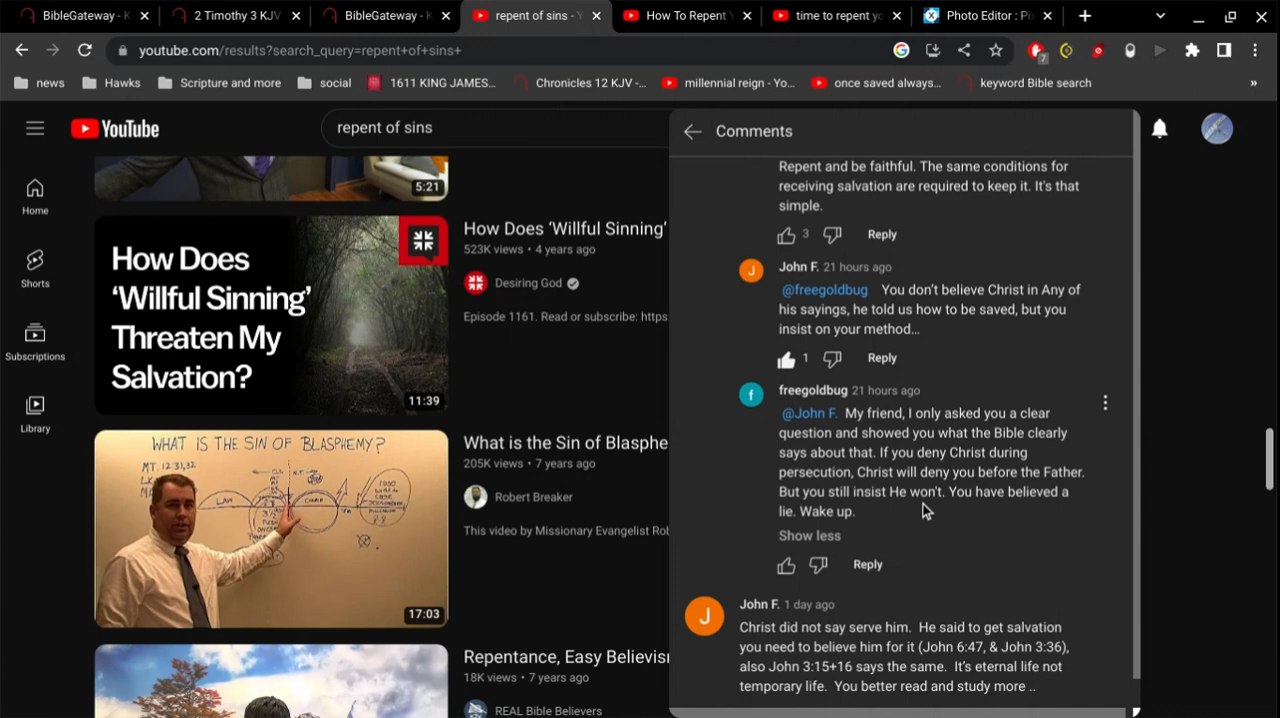 BibleGateway - K
2 Timothy 3 KJV
BibleGateway - K
repent of sins - Y
How To Repent Y
time to repent yo
Photo Editor : Pix
youtube.com/results?search_query=repent+of+sins+
7
news
Hawks
Scripture and more
social
1611 KING JAMES...
Chronicles 12 KJV -...
millennial reign - Yo...
once saved always...
keyword Bible search
»
YouTube
repent of sins
Comments
Home
Shorts
Subscriptions
Library
5:21
How Does
'Willful Sinning'
Threaten My
Salvation?
11:39
How Does 'Willful Sinning'
523K views • 4 years ago
Desiring God
Episode 1161. Read or subscribe: https
WHAT IS THE SIN OF BLASPHEMY?
MT. 12:31,32
LAW
17:03
What is the Sin of Blasphe
205K views • 7 years ago
Robert Breaker
This video by Missionary Evangelist Rob
Repentance, Easy Believism
18K views • 7 years ago
REAL Bible Believers
Repent and be faithful. The same conditions for
receiving salvation are required to keep it. It's that
simple.
3 Reply
John F. 21 hours ago
@freegoldbug You don't believe Christ in Any of
his sayings, he told us how to be saved, but you
insist on your method...
1 Reply
freegoldbug 21 hours ago
@John F. My friend, I only asked you a clear
question and showed you what the Bible clearly
says about that. If you deny Christ during
persecution, Christ will deny you before the Father.
But you still insist He won't. You have believed a
lie. Wake up.
Show less
Reply
John F. 1 day ago
Christ did not say serve him. He said to get salvation
you need to believe him for it (John 6:47, & John 3:36),
also John 3:15+16 says the same. It's eternal life not
temporary life. You better read and study more ..